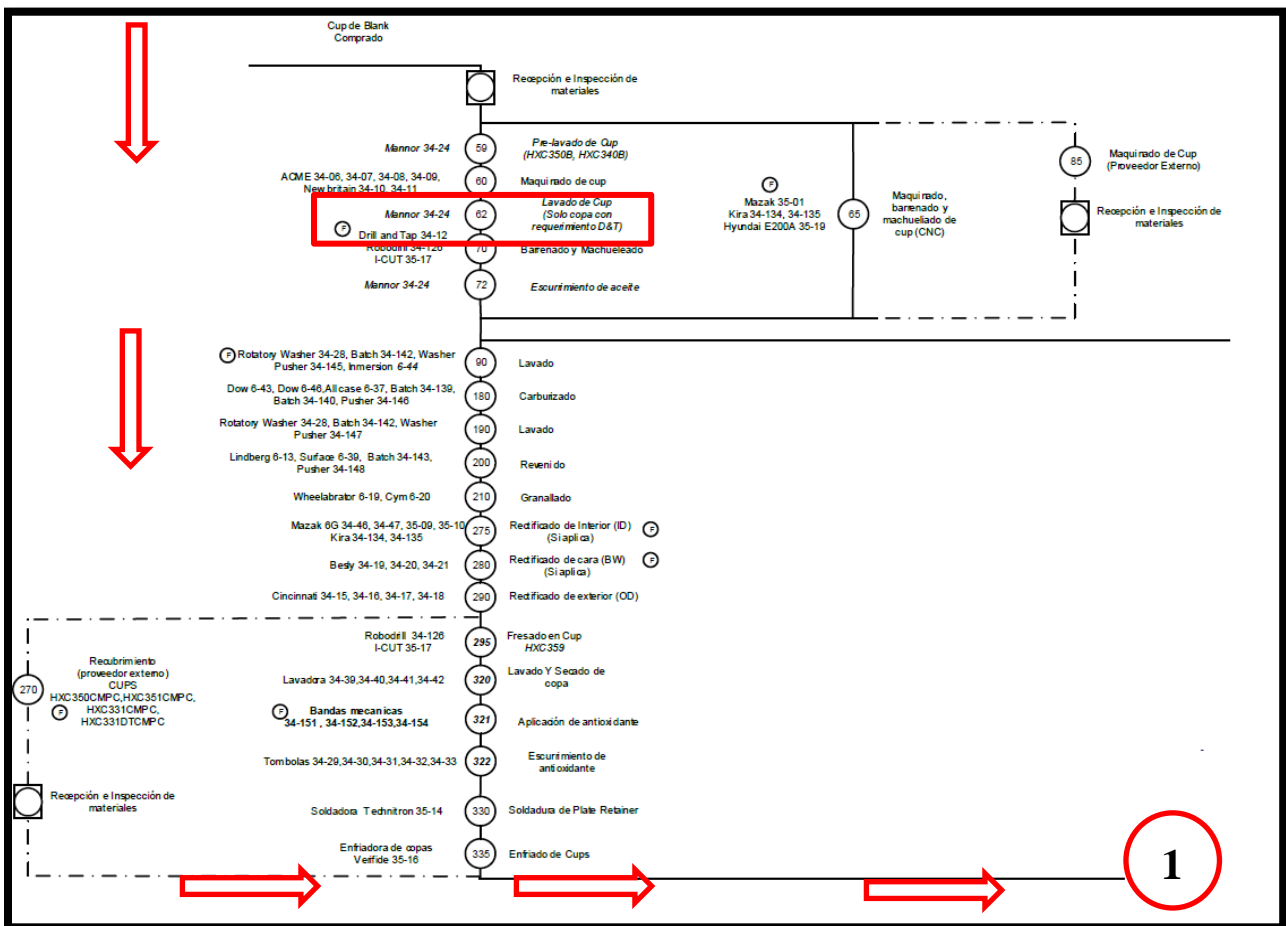 Cup de Blank
Comprado
Recepción e Inspección de
materiales
Mannor 34-24
59
Pre-lavado de Cup
(HXC350B, HXC340B)
ACME 34-06, 34-07, 34-08, 34-09,
New britain 34-10, 34-11
60
Maquinado de cup
Mannor 34-24
62
Lavado de Cup
(Solo copa con
requerimiento D&T)
F
Drill and Tap 34-12
Robodrill 34-126
I-CUT 35-17
70
Barrenado y Machueleado
Mannor 34-24
72
Escurrimiento de aceite
F
Mazak 35-01
Kira 34-134, 34-135
Hyundai E200A 35-19
65
Maquinado,
barrenado y
machueliado de
cup (CNC)
85
Maquinado de Cup
(Proveedor Externo)
Recepción e Inspección de
materiales
F Rotatory Washer 34-28, Batch 34-142, Washer
Pusher 34-145, Inmersion 6-44
90
Lavado
Dow 6-43, Dow 6-46,Allcase 6-37, Batch 34-139,
Batch 34-140, Pusher 34-146
180
Carburizado
Rotatory Washer 34-28, Batch 34-142, Washer
Pusher 34-147
190
Lavado
Lindberg 6-13, Surface 6-39, Batch 34-143,
Pusher 34-148
200
Revenido
Wheelabrator 6-19, Cym 6-20
210
Granallado
Mazak 6G 34-46, 34-47, 35-09, 35-10
Kira 34-134, 34-135
275
Rectificado de Interior (ID)
(Si aplica)
F
Besly 34-19, 34-20, 34-21
280
Rectificado de cara (BW)
(Si aplica)
F
Cincinnati 34-15, 34-16, 34-17, 34-18
290
Rectificado de exterior (OD)
Robodrill 34-126
I-CUT 35-17
295
Fresado en Cup
HXC359
Lavadora 34-39,34-40,34-41,34-42
320
Lavado Y Secado de
copa
F
Bandas mecanicas
34-151 , 34-152,34-153,34-154
321
Aplicación de antioxidante
Tombolas 34-29,34-30,34-31,34-32,34-33
322
Escurrimiento de
antioxidante
Soldadora Technitron 35-14
330
Soldadura de Plate Retainer
Enfriadora de copas
Verifide 35-16
335
Enfriado de Cups
270
Recubrimiento
(proveedor externo)
CUPS
HXC350CMPC,HXC351CMPC,
HXC331CMPC,
HXC331DTCMPC
F
Recepción e Inspección de
materiales
1